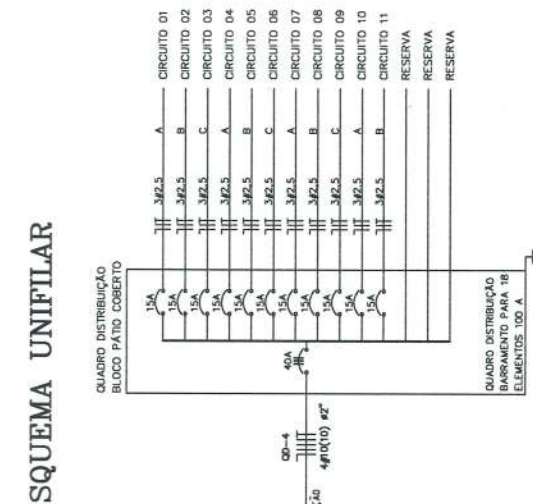 SQUEMA UNIFILAR
QUADRO DISTRIBUIÇÃO
BLOCO PÁTIO COBERTO
15A 3#2,5 A CIRCUITO 01
15A 3#2,5 B CIRCUITO 02
15A 3#2,5 C CIRCUITO 03
15A 3#2,5 A CIRCUITO 04
15A 3#2,5 B CIRCUITO 05
15A 3#2,5 C CIRCUITO 06
15A 3#2,5 A CIRCUITO 07
15A 3#2,5 B CIRCUITO 08
15A 3#2,5 C CIRCUITO 09
15A 3#2,5 A CIRCUITO 10
15A 3#2,5 B CIRCUITO 11
RESERVA
RESERVA
RESERVA
40A
QD-4
4#10(10) ø2"
ÇÃO
QUADRO DISTRIBUIÇÃO
BARRAMENTO PARA 18
ELEMENTOS 100 A